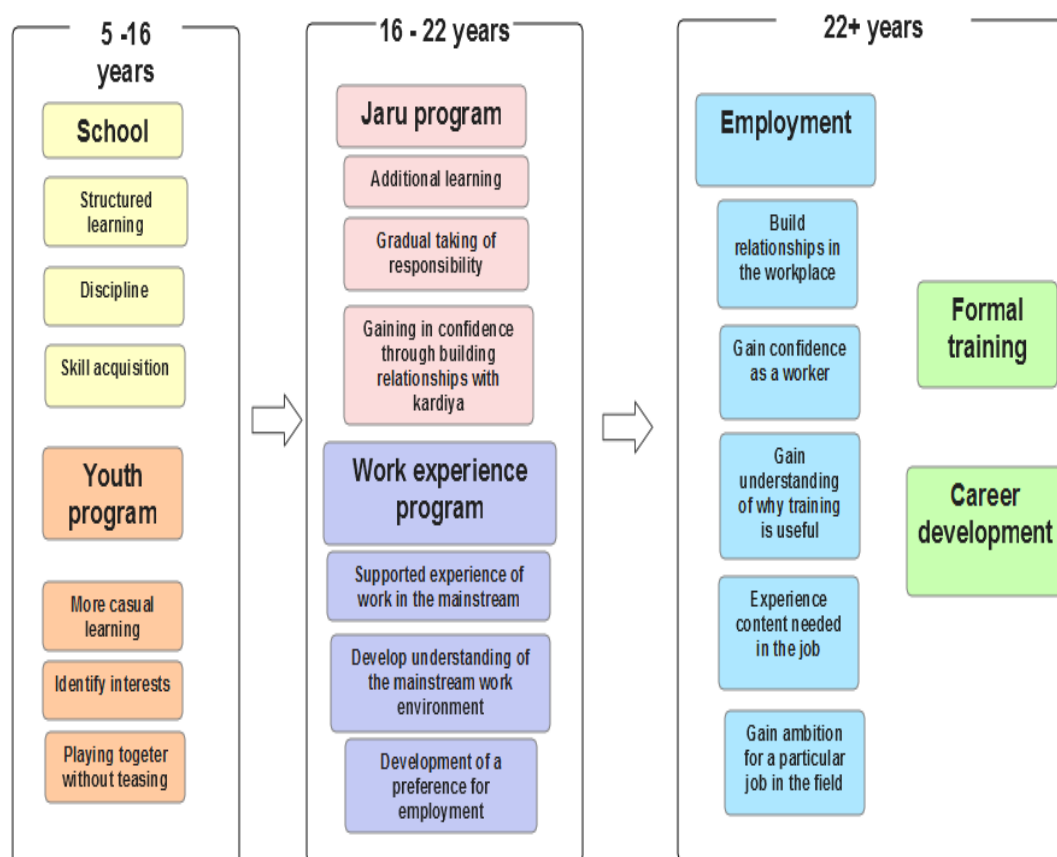 5 -16
years
School
Structured
learning
Discipline
Skill acquisition
Youth
program
More casual
learning
Identify interests
Playing togeter
without teasing
16 - 22 years
Jaru program
Additional learning
Gradual taking of
responsibility
Gaining in confidence
through building
relationships with
kardiya
Work experience
program
Supported experience of
work in the mainstream
Develop understanding of
the mainstream work
environment
Development of a
preference for
employment
22+ years
Employment
Build
relationships in
the workplace
Gain confidence
as a worker
Gain
understanding
of why training
is useful
Experience
content needed
in the job
Gain ambition
for a particular
job in the field
Formal
training
Career
development